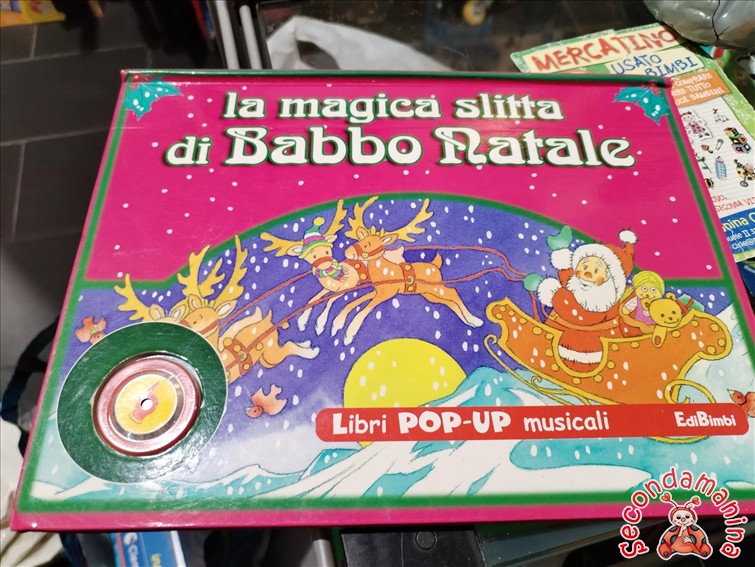 la magica slitta
di Babbo Natale
Libri POP-UP musicali
EdiBimbi
MERCATINO
USATO
BIMBI
secondamanina